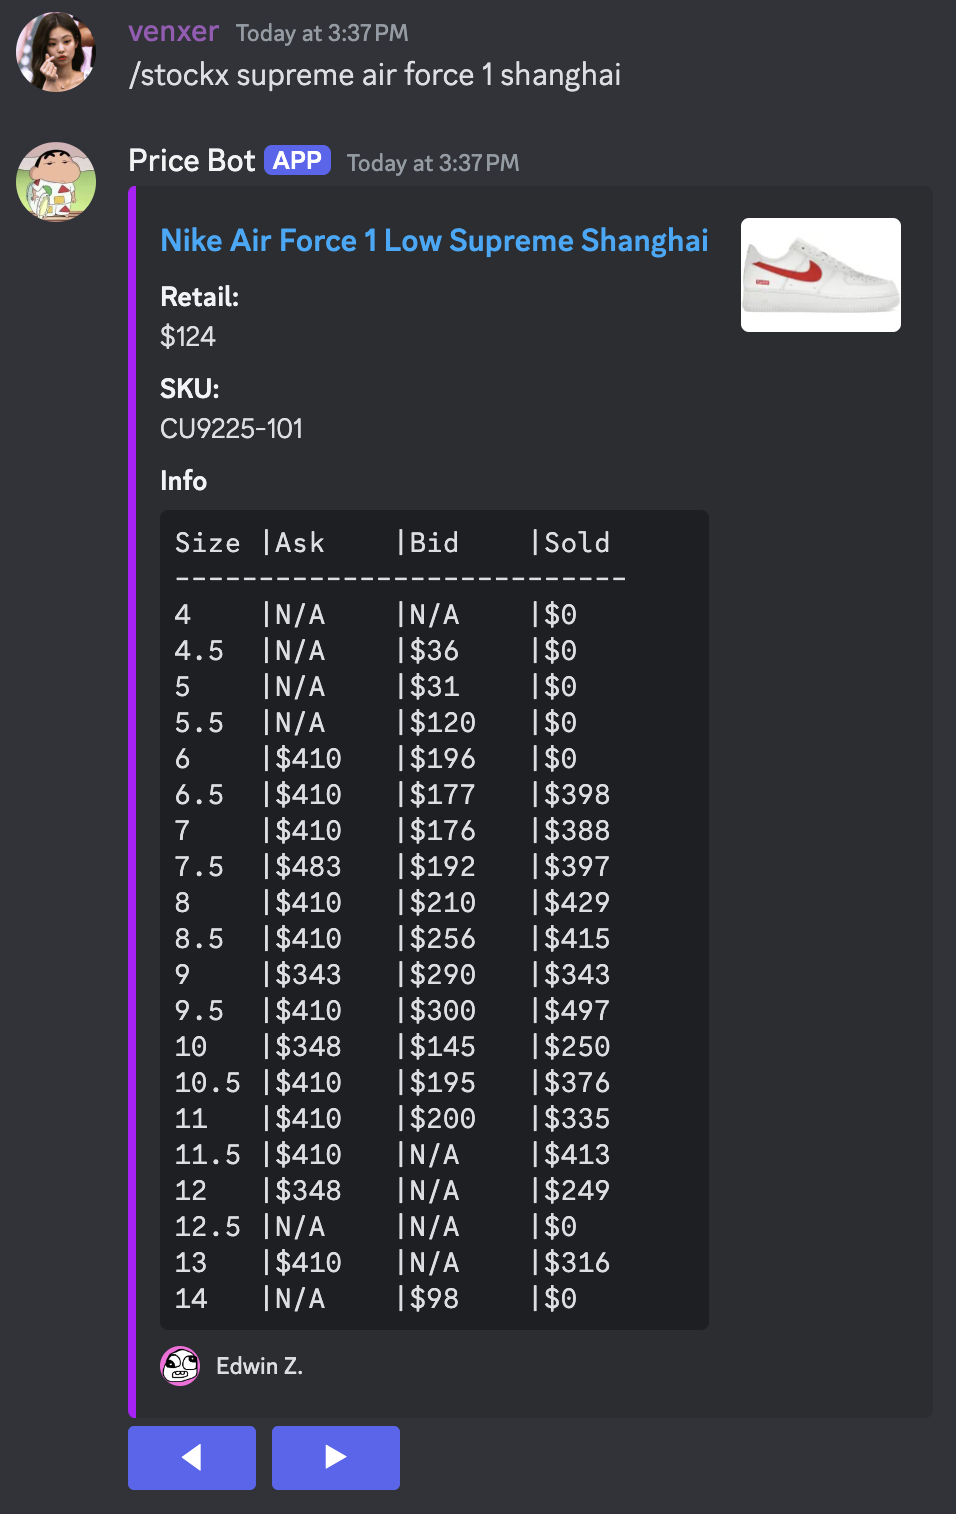 venxer Today at 3:37 PM
/stockx supreme air force 1 shanghai
Price Bot APP Today at 3:37 PM
Nike Air Force 1 Low Supreme Shanghai
Retail:
$124
SKU:
CU9225-101
Info
Size |Ask |Bid |Sold
---------------------------
4 |N/A |N/A |$0
4.5 |N/A |$36 |$0
5 |N/A |$31 |$0
5.5 |N/A |$120 |$0
6 |$410 |$196 |$0
6.5 |$410 |$177 |$398
7 |$410 |$176 |$388
7.5 |$483 |$192 |$397
8 |$410 |$210 |$429
8.5 |$410 |$256 |$415
9 |$343 |$290 |$343
9.5 |$410 |$300 |$497
10 |$348 |$145 |$250
10.5 |$410 |$195 |$376
11 |$410 |$200 |$335
11.5 |$410 |N/A |$413
12 |$348 |N/A |$249
12.5 |N/A |N/A |$0
13 |$410 |N/A |$316
14 |N/A |$98 |$0
Edwin Z.